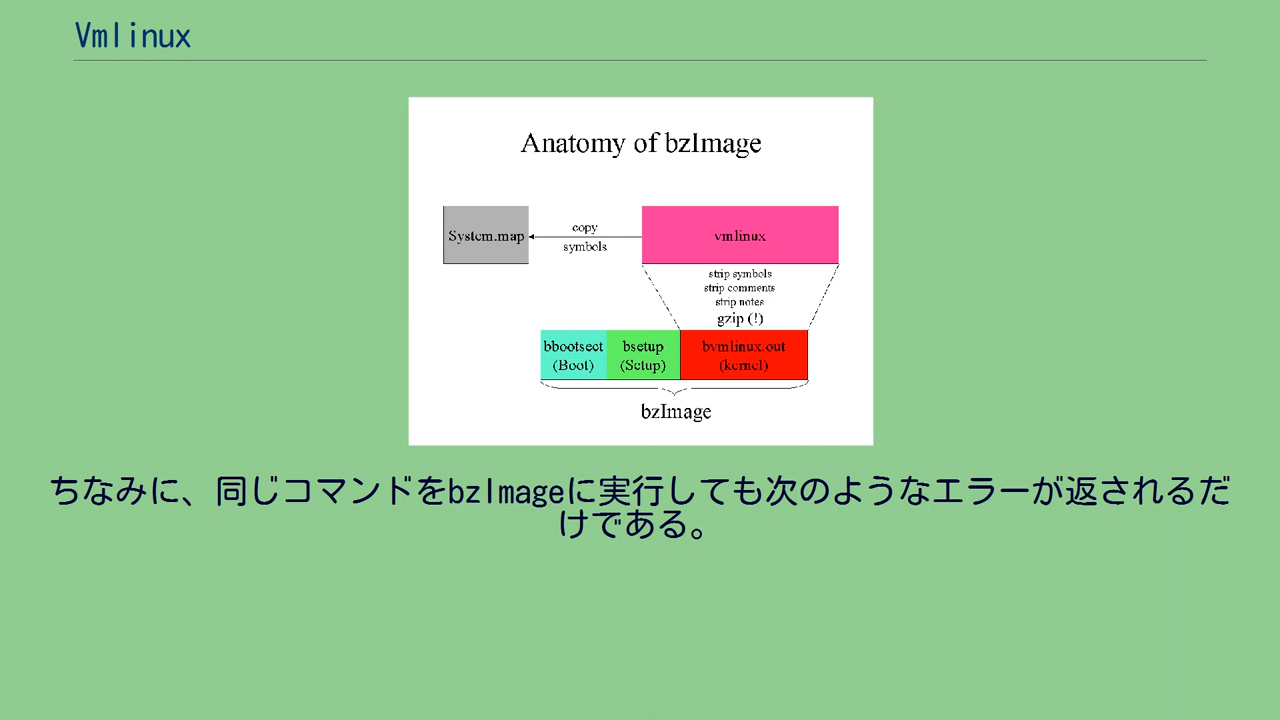 Vmlinux
Anatomy of bzImage
System.map
copy
symbols
vmlinux
strip symbols
strip comments
strip notes
gzip (!)
bbootsect
(Boot)
bsetup
(Setup)
bvmlinux.out
(kernel)
bzImage
ちなみに、同じコマンドをbzImageに実行しても次のようなエラーが返されるだ
けである。